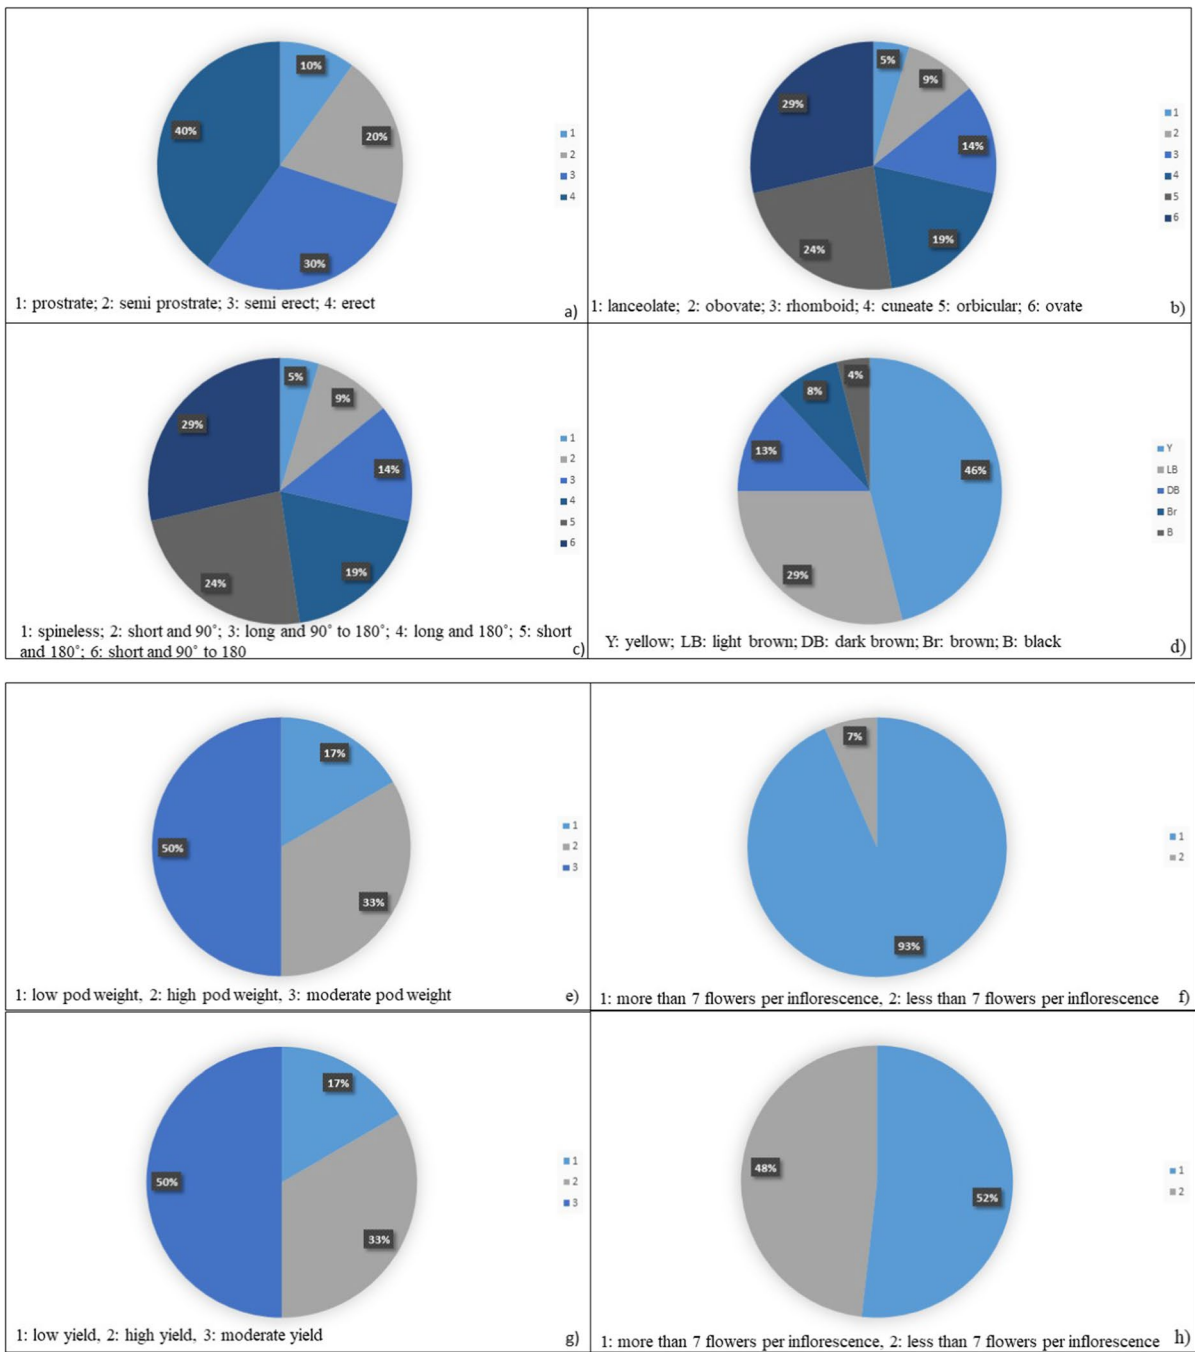 10%
20%
30%
40%
1
2
3
4
1: prostrate; 2: semi prostrate; 3: semi erect; 4: erect
a)
5%
9%
14%
19%
24%
29%
1
2
3
4
5
6
1: lanceolate; 2: obovate; 3: rhomboid; 4: cuneate 5: orbicular; 6: ovate
b)
5%
9%
14%
19%
24%
29%
1
2
3
4
5
6
1: spineless; 2: short and 90˚; 3: long and 90˚ to 180˚; 4: long and 180˚; 5: short
and 180˚; 6: short and 90˚ to 180
c)
46%
29%
13%
8%
4%
Y
LB
DB
Br
B
Y: yellow; LB: light brown; DB: dark brown; Br: brown; B: black
d)
17%
33%
50%
1
2
3
1: low pod weight, 2: high pod weight, 3: moderate pod weight
e)
7%
93%
1
2
1: more than 7 flowers per inflorescence, 2: less than 7 flowers per inflorescence
f)
17%
33%
50%
1
2
3
1: low yield, 2: high yield, 3: moderate yield
g)
48%
52%
1
2
1: more than 7 flowers per inflorescence, 2: less than 7 flowers per inflorescence
h)